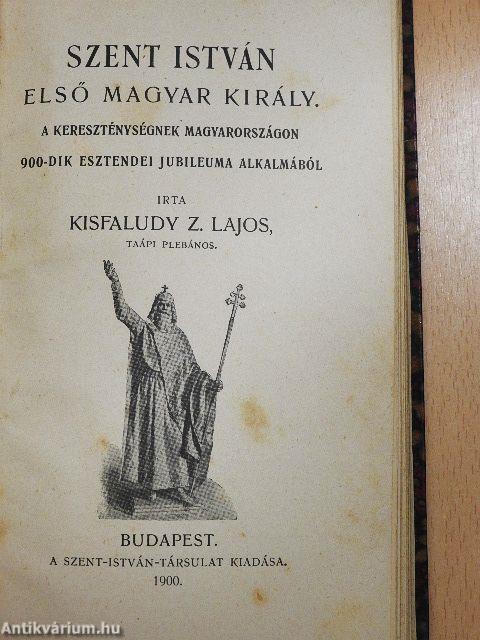 SZENT ISTVÁN
ELSŐ MAGYAR KIRÁLY.
A KERESZTÉNYSÉGNEK MAGYARORSZÁGON
900-DIK ESZTENDEI JUBILEUMA ALKALMÁBÓL
IRTA
KISFALUDY Z. LAJOS,
TAÁPI PLEBÁNOS.
BUDAPEST.
A SZENT-ISTVÁN-TÁRSULAT KIADÁSA.
1900.
Antikvárium.hu